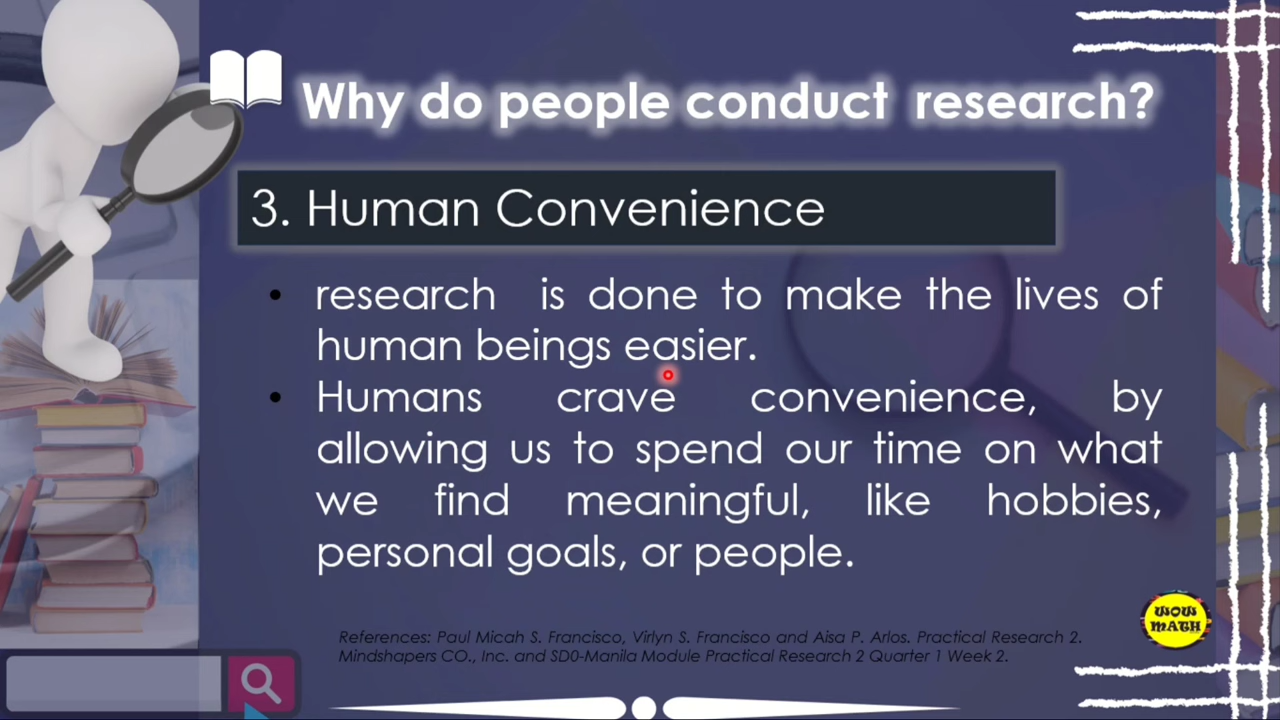 Why do people conduct research?
3. Human Convenience
• research is done to make the lives of
human beings easier.
• Humans crave convenience, by
allowing us to spend our time on what
we find meaningful, like hobbies,
personal goals, or people.
References: Paul Micah S. Francisco, Virlyn S. Francisco and Aisa P. Arlos. Practical Research 2.
Mindshapers CO., Inc. and SD0-Manila Module Practical Research 2 Quarter 1 Week 2.
WOW
MATH